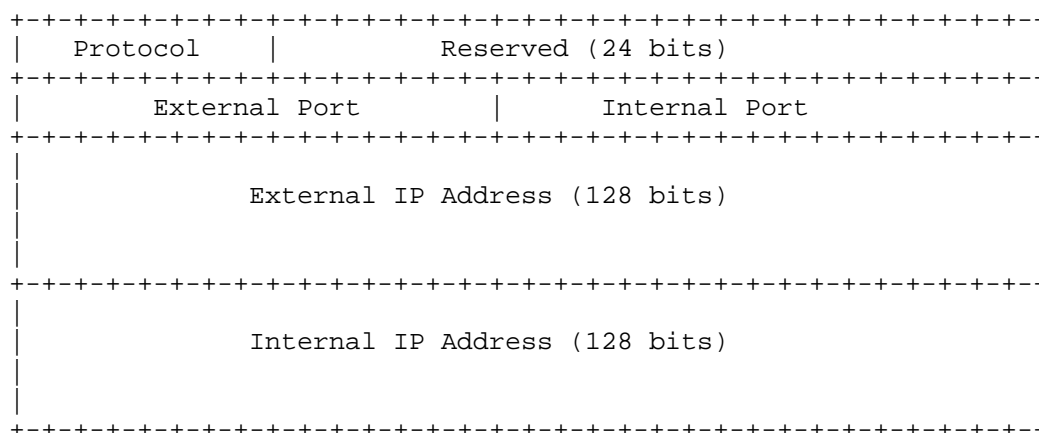 +-+-+-+-+-+-+-+-+-+-+-+-+-+-+-+-+-+-+-+-+-+-+-+-+-+-+-+-+-+-+-+-+-
| Protocol | Reserved (24 bits)
+-+-+-+-+-+-+-+-+-+-+-+-+-+-+-+-+-+-+-+-+-+-+-+-+-+-+-+-+-+-+-+-+-
| External Port | Internal Port
+-+-+-+-+-+-+-+-+-+-+-+-+-+-+-+-+-+-+-+-+-+-+-+-+-+-+-+-+-+-+-+-+-
|
| External IP Address (128 bits)
|
|
+-+-+-+-+-+-+-+-+-+-+-+-+-+-+-+-+-+-+-+-+-+-+-+-+-+-+-+-+-+-+-+-+-
|
| Internal IP Address (128 bits)
|
|
+-+-+-+-+-+-+-+-+-+-+-+-+-+-+-+-+-+-+-+-+-+-+-+-+-+-+-+-+-+-+-+-+-